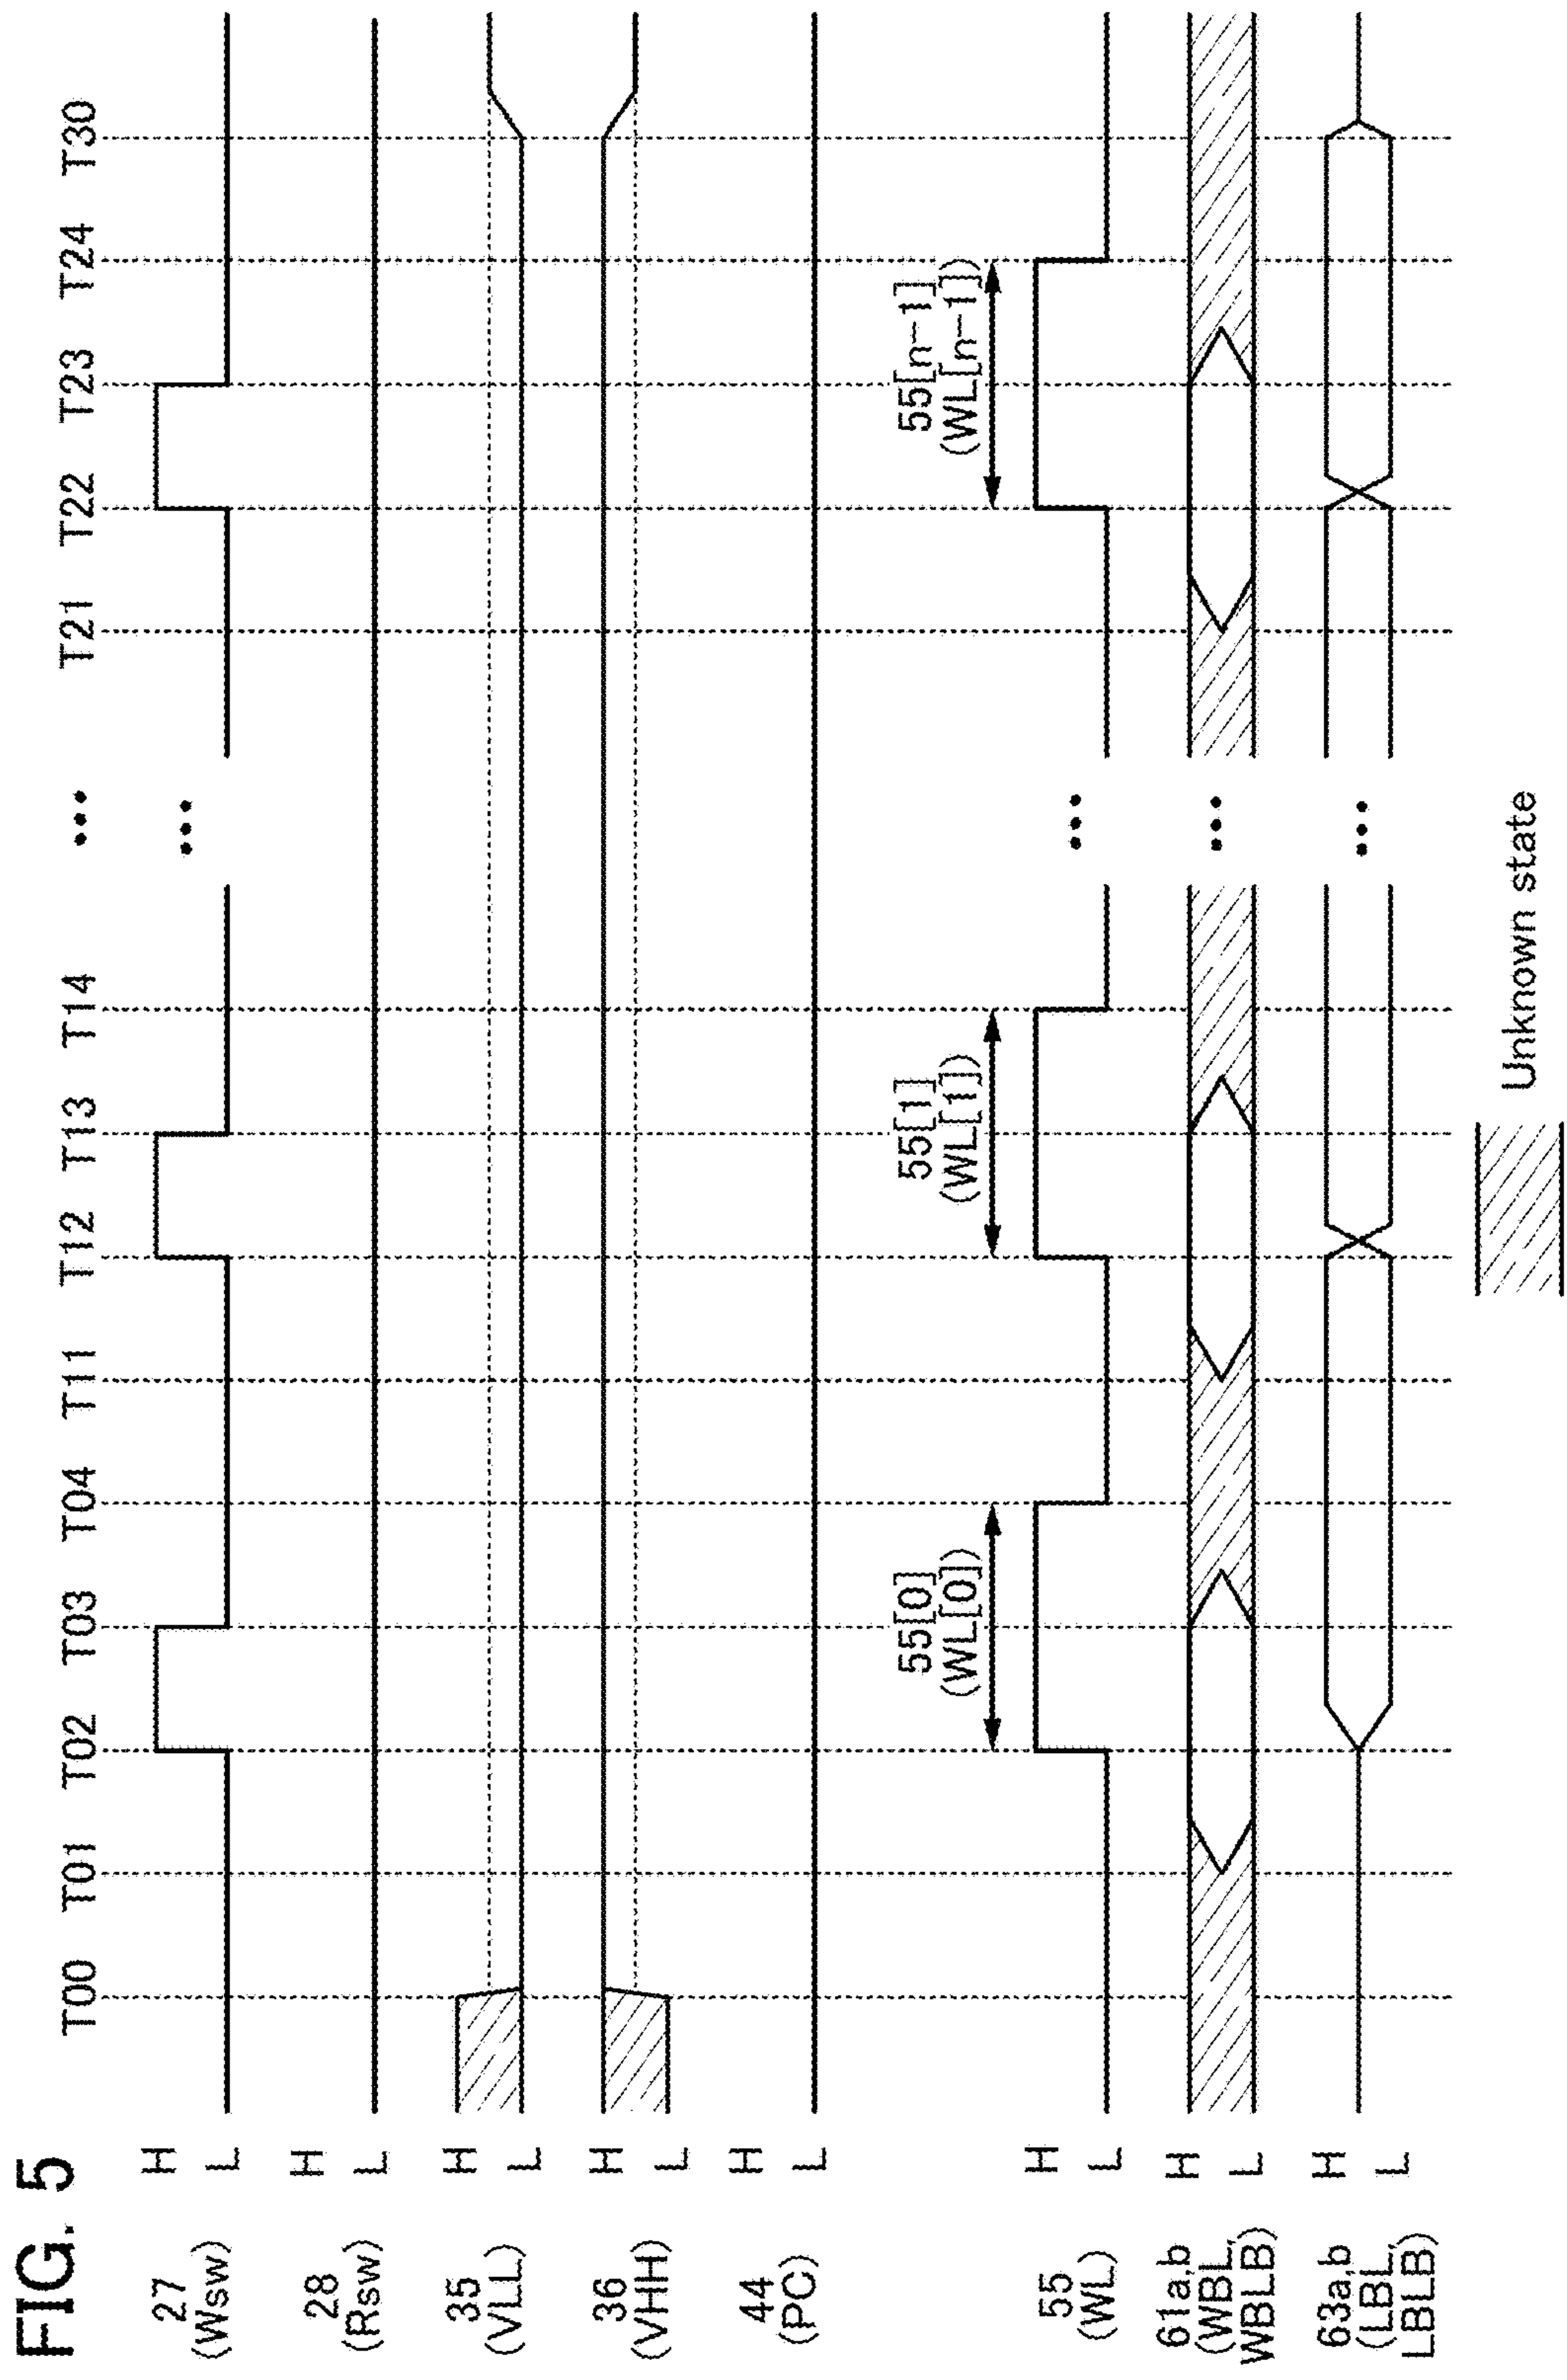 FIG. 5
T00 T01 T02 T03 T04 T11 T12 T13 T14 ••• T21 T22 T23 T24 T30
27
(Wsw)
H
L
•••
28
(Rsw)
H
L
35
(VLL)
H
L
36
(VHH)
H
L
44
(PC)
H
L
55[0]
(WL[0])
55[1]
(WL[1])
55[n-1]
(WL[n-1])
55
(WL)
H
L
•••
61a,b
(WBL,
WBLB)
H
L
•••
63a,b
(LBL,
LBLB)
H
L
•••
Unknown state